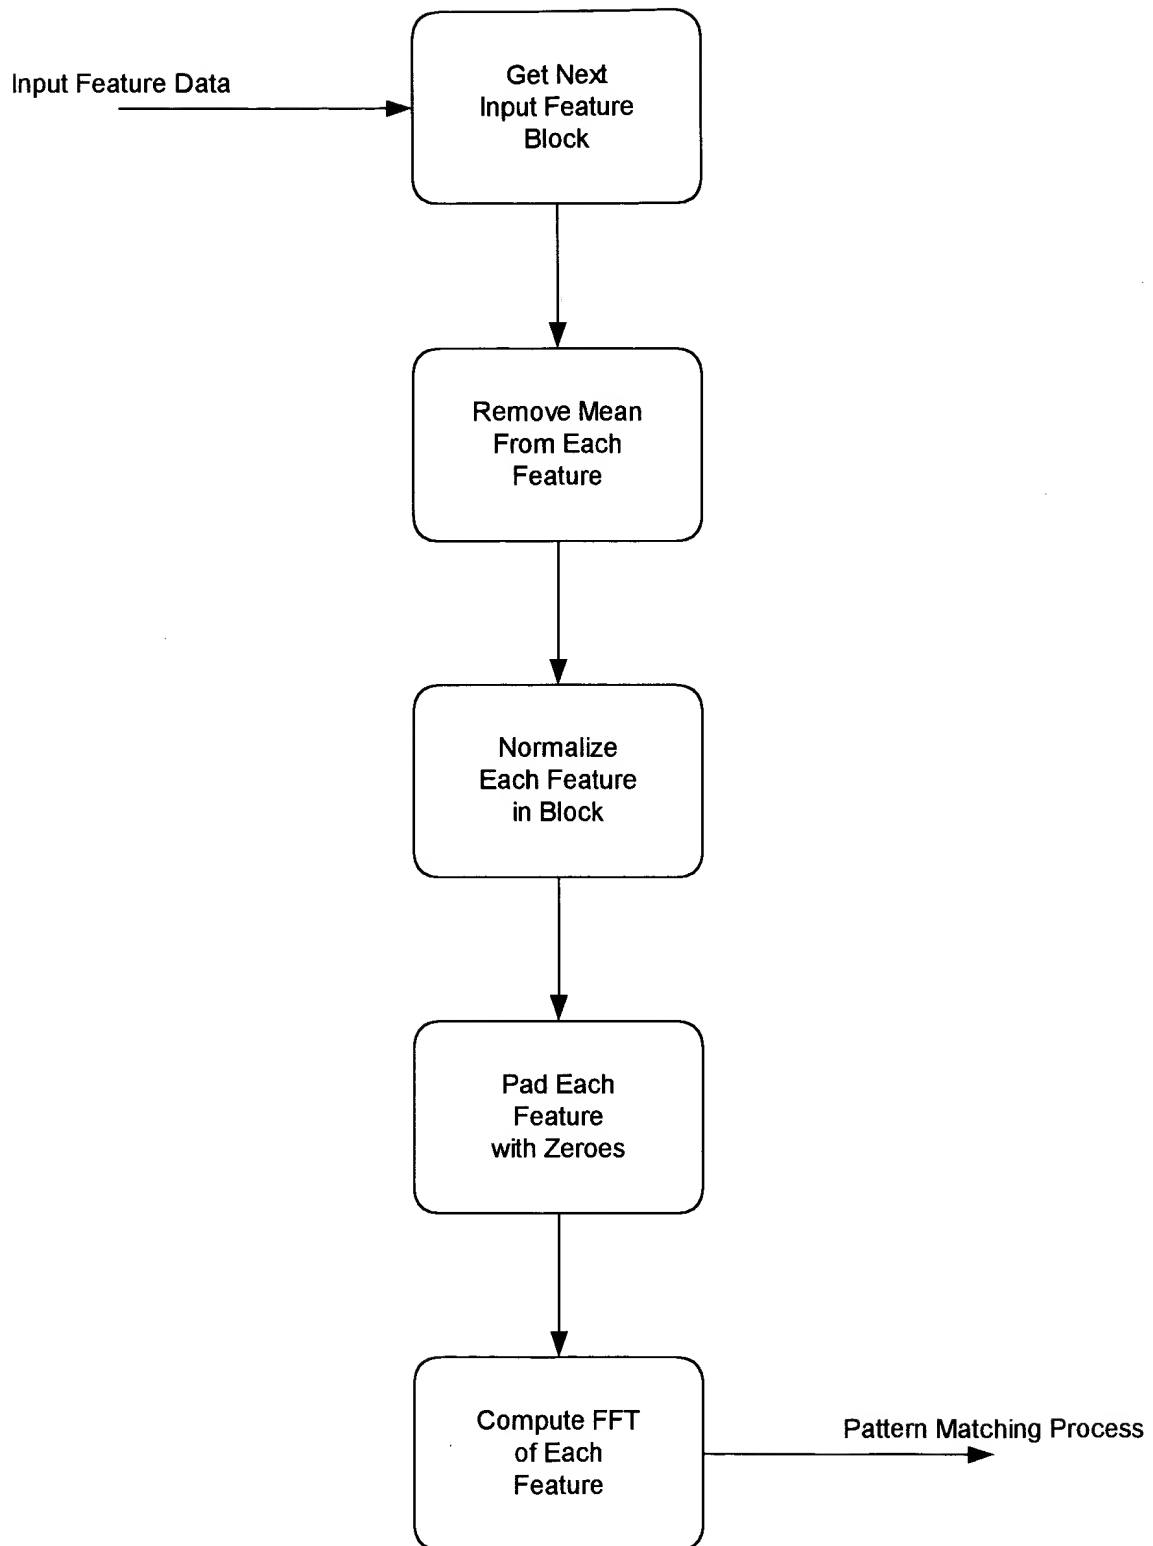 Input Feature Data
Get Next
Input Feature
Block
Remove Mean
From Each
Feature
Normalize
Each Feature
in Block
Pad Each
Feature
with Zeroes
Compute FFT
of Each
Feature
Pattern Matching Process